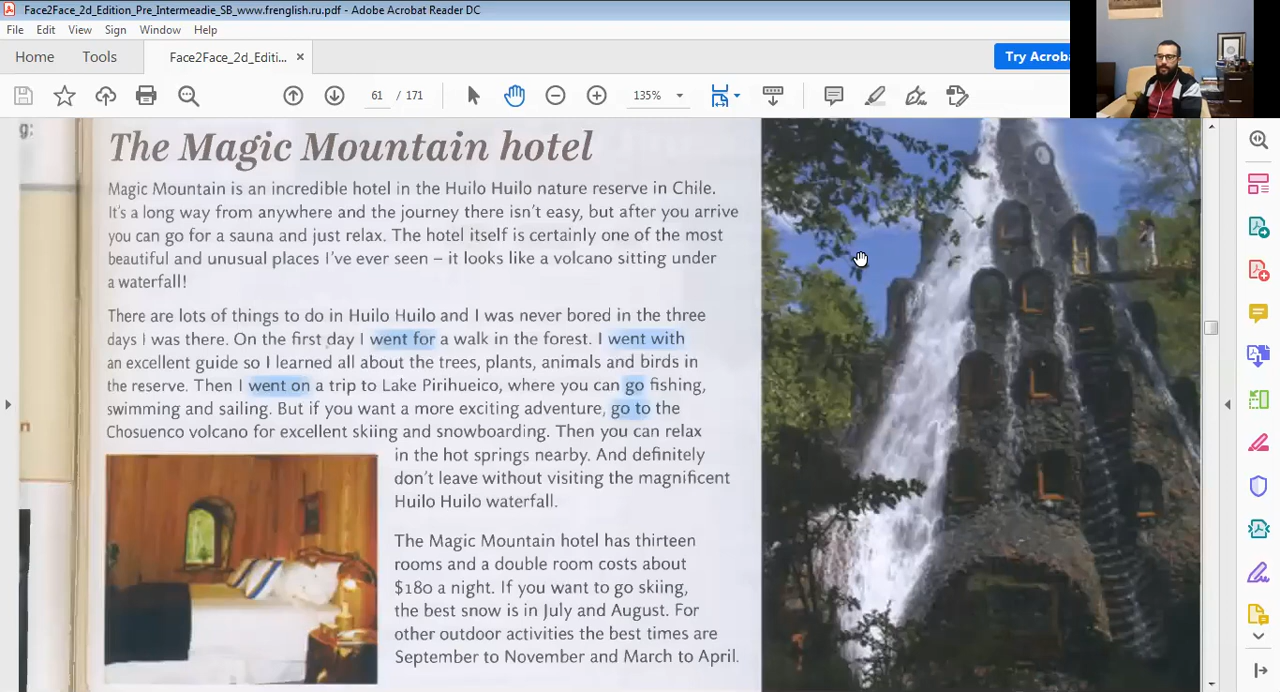 Face2Face_2d_Edition_Pre_Intermeadie_SB_www.frenglish.ru.pdf - Adobe Acrobat Reader DC
File Edit View Sign Window Help
Home Tools Face2Face_2d_Editi... × Try Acroba
61 / 171 135%
g:
The Magic Mountain hotel
Magic Mountain is an incredible hotel in the Huilo Huilo nature reserve in Chile.
It's a long way from anywhere and the journey there isn't easy, but after you arrive
you can go for a sauna and just relax. The hotel itself is certainly one of the most
beautiful and unusual places I've ever seen – it looks like a volcano sitting under
a waterfall!
There are lots of things to do in Huilo Huilo and I was never bored in the three
days I was there. On the first day I went for a walk in the forest. I went with
an excellent guide so I learned all about the trees, plants, animals and birds in
the reserve. Then I went on a trip to Lake Pirihueico, where you can go fishing,
swimming and sailing. But if you want a more exciting adventure, go to the
Chosuenco volcano for excellent skiing and snowboarding. Then you can relax
in the hot springs nearby. And definitely
don't leave without visiting the magnificent
Huilo Huilo waterfall.
n
The Magic Mountain hotel has thirteen
rooms and a double room costs about
$180 a night. If you want to go skiing,
the best snow is in July and August. For
other outdoor activities the best times are
September to November and March to April.